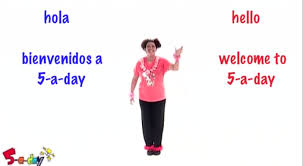 hola
hello
bienvenidos a
5-a-day
welcome to
5-a-day
5-a-day